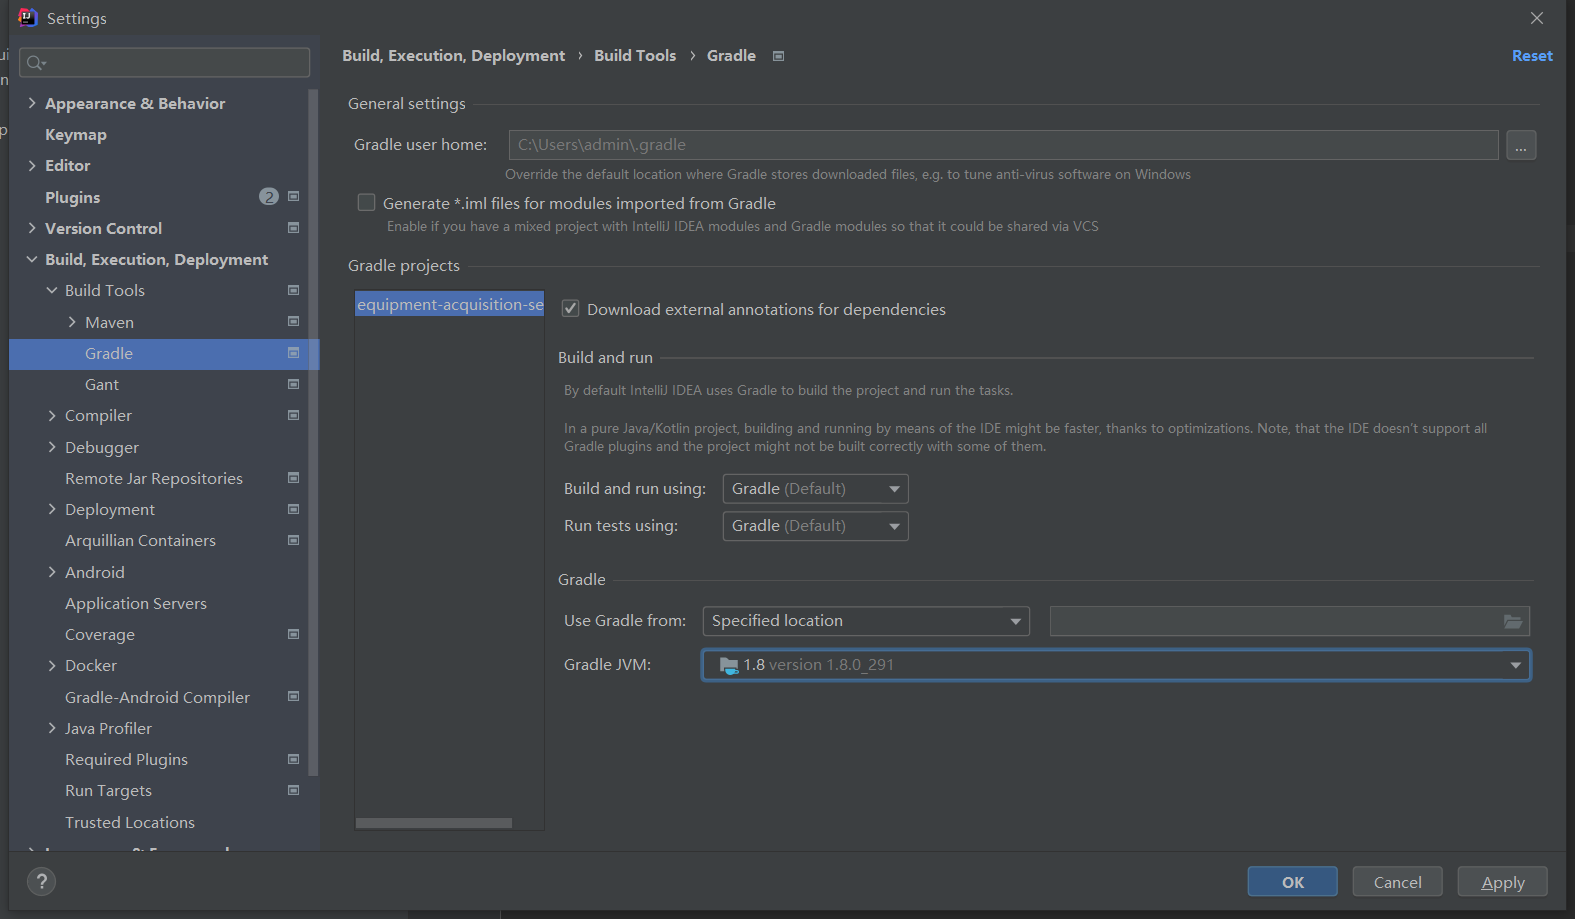 Settings
Appearance & Behavior
Keymap
Editor
Plugins 2
Version Control
Build, Execution, Deployment
Build Tools
Maven
Gradle
Gant
Compiler
Debugger
Remote Jar Repositories
Deployment
Arquillian Containers
Android
Application Servers
Coverage
Docker
Gradle-Android Compiler
Java Profiler
Required Plugins
Run Targets
Trusted Locations
Build, Execution, Deployment › Build Tools › Gradle
Reset
General settings
Gradle user home: C:\Users\admin\.gradle ...
Override the default location where Gradle stores downloaded files, e.g. to tune anti-virus software on Windows
Generate *.iml files for modules imported from Gradle
Enable if you have a mixed project with IntelliJ IDEA modules and Gradle modules so that it could be shared via VCS
Gradle projects
equipment-acquisition-se
Download external annotations for dependencies
Build and run
By default IntelliJ IDEA uses Gradle to build the project and run the tasks.
In a pure Java/Kotlin project, building and running by means of the IDE might be faster, thanks to optimizations. Note, that the IDE doesn't support all
Gradle plugins and the project might not be built correctly with some of them.
Build and run using: Gradle (Default)
Run tests using: Gradle (Default)
Gradle
Use Gradle from: Specified location
Gradle JVM: 1.8 version 1.8.0_291
?
OK
Cancel
Apply